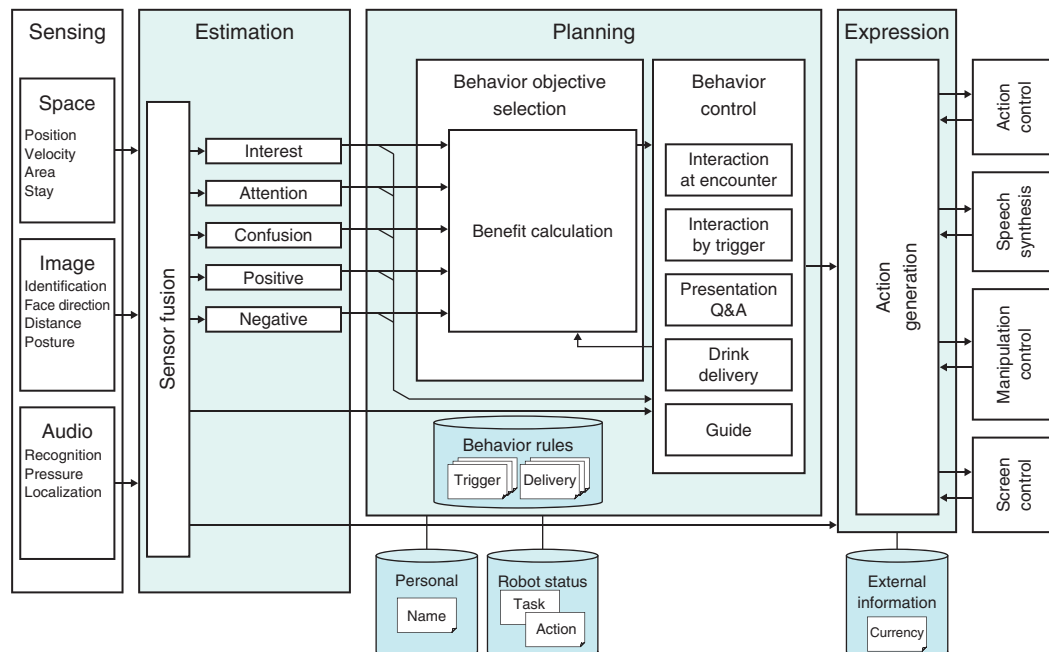 Sensing
Space
Position
Velocity
Area
Stay
Image
Identification
Face direction
Distance
Posture
Audio
Recognition
Pressure
Localization
Estimation
Sensor fusion
Interest
Attention
Confusion
Positive
Negative
Planning
Behavior objective
selection
Benefit calculation
Behavior
control
Interaction
at encounter
Interaction
by trigger
Presentation
Q&A
Drink
delivery
Guide
Behavior rules
Trigger
Delivery
Personal
Name
Robot status
Task
Action
Expression
Action
generation
External
information
Currency
Action
control
Speech
synthesis
Manipulation
control
Screen
control